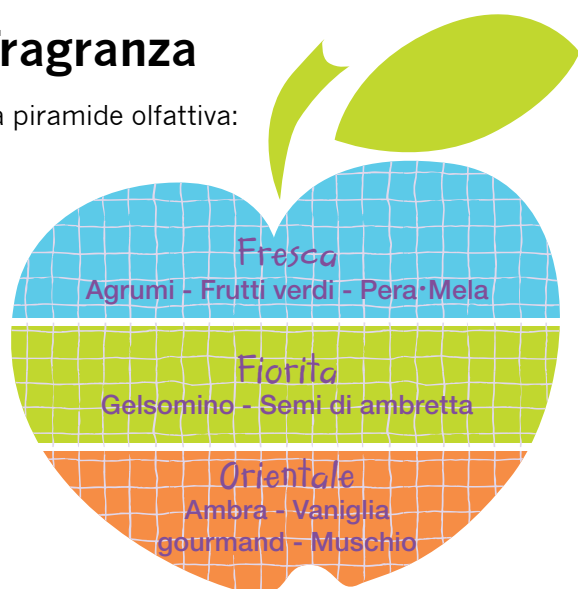 fragranza
a piramide olfattiva:
Fresca
Agrumi - Frutti verdi - Pera·Mela
Fiorita
Gelsomino - Semi di ambretta
Orientale
Ambra - Vaniglia
gourmand - Muschio